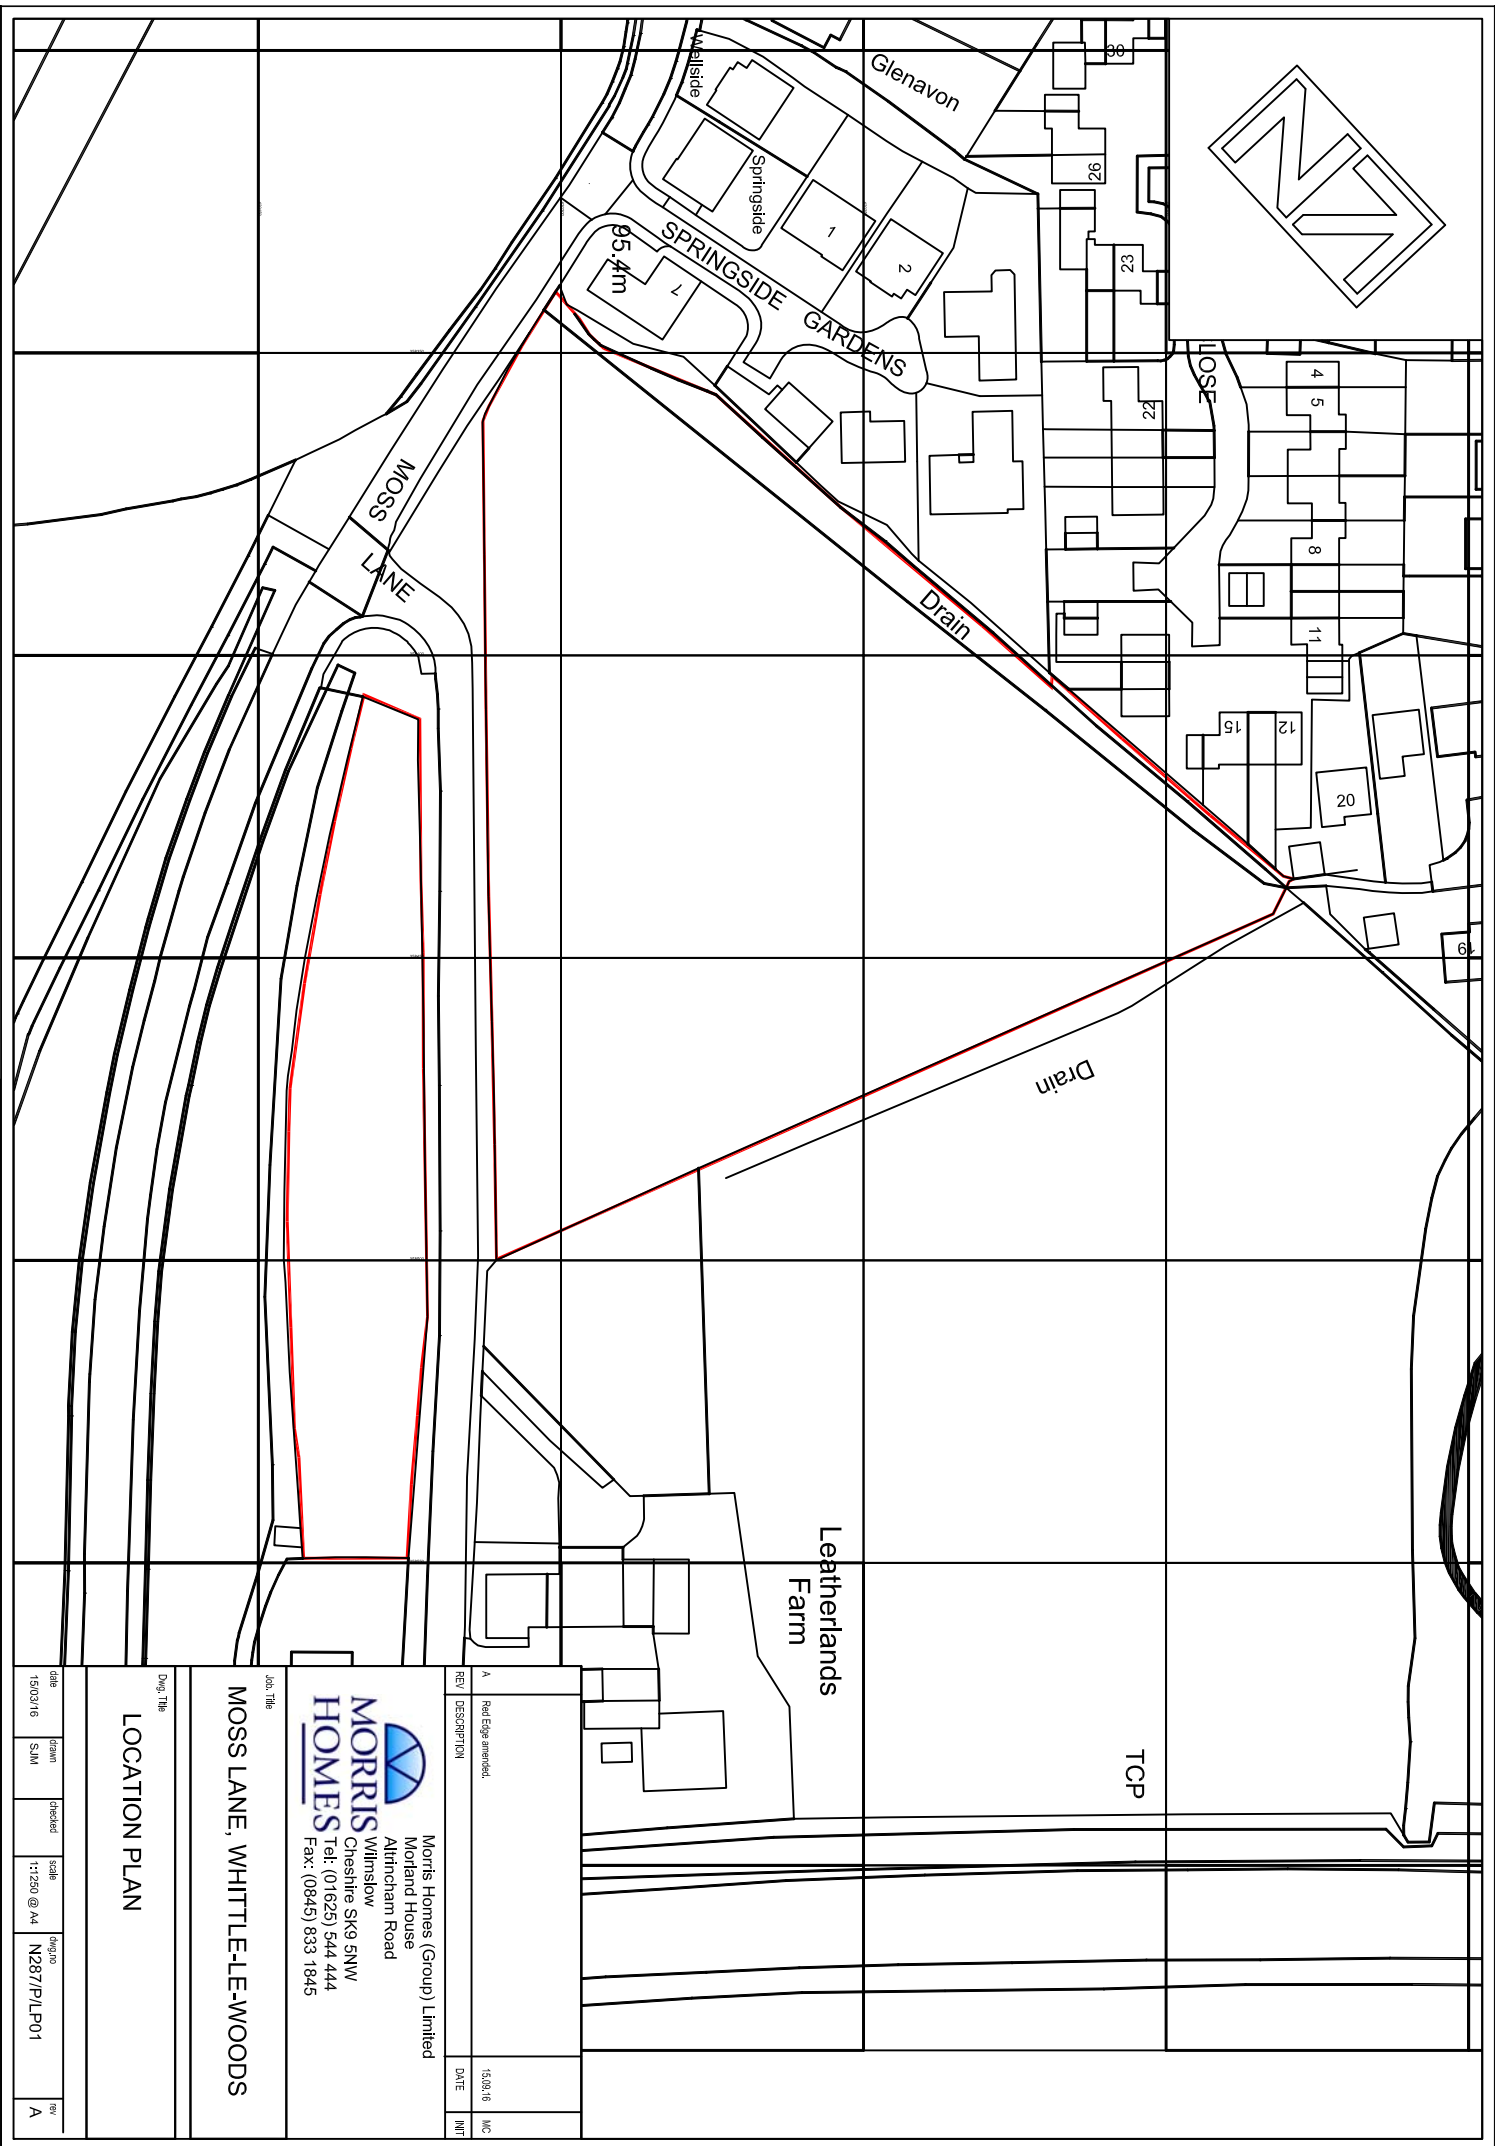 Wellside
Glenavon
30
26
Springside
1
2
23
SPRINGSIDE GARDENS
95.4m
7
LOSE
4
5
22
8
11
MOSS LANE
Drain
15
12
20
19
Drain
Leatherlands
Farm
TCP
A Red Edge amended. 15.09.16 MC
REV DESCRIPTION DATE INIT
MORRIS
HOMES
Morris Homes (Group) Limited
Morland House
Altrincham Road
Wilmslow
Cheshire SK9 5NW
Tel: (01625) 544 444
Fax: (0845) 833 1845
Job. Title
MOSS LANE, WHITTLE-LE-WOODS
Dwg. Title
LOCATION PLAN
date drawn checked scale dwg.no rev
15/03/16 SJM 1:1250 @ A4 N287/P/LP01 A